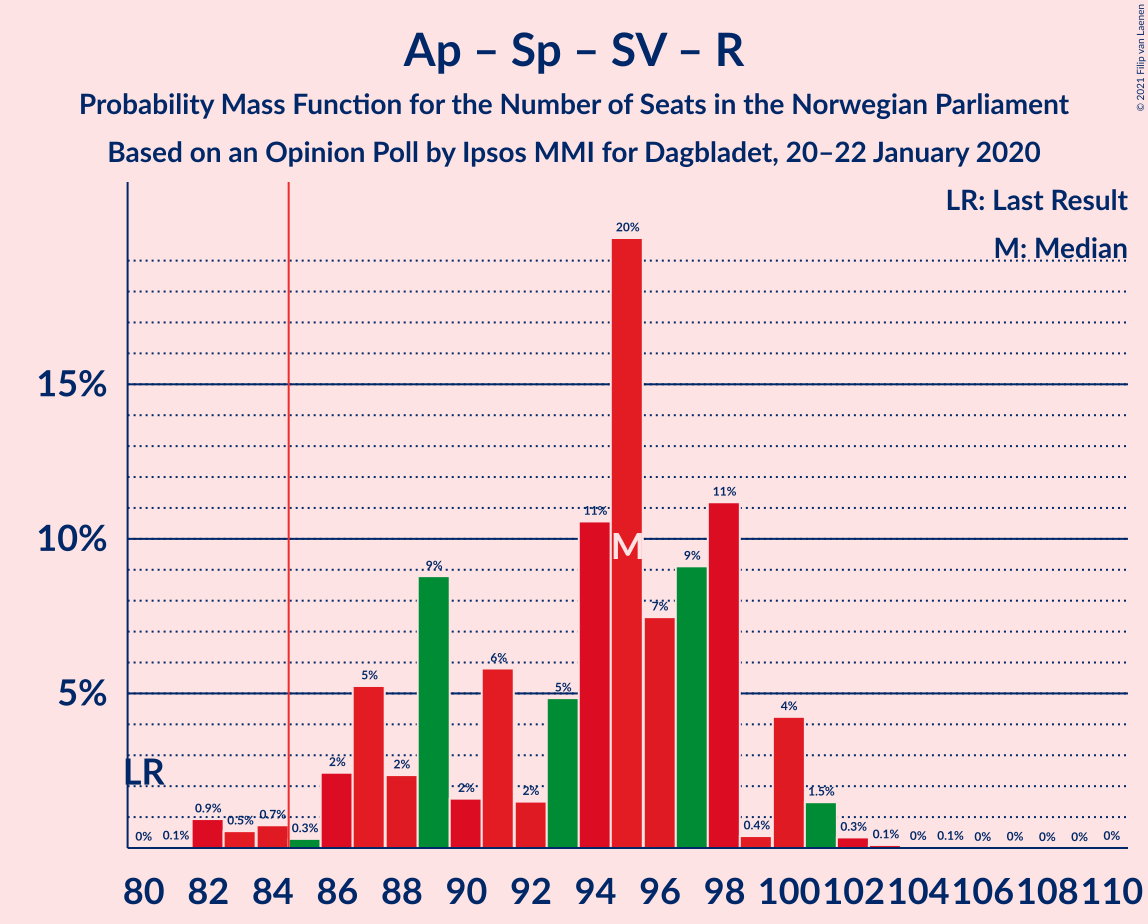 © 2021 Filip van Laenen
Ap – Sp – SV – R
Probability Mass Function for the Number of Seats in the Norwegian Parliament
Based on an Opinion Poll by Ipsos MMI for Dagbladet, 20–22 January 2020
LR: Last Result
M: Median
15%
10%
5%
LR
M
0% 0.1% 0.9% 0.5% 0.7% 0.3% 2% 5% 2% 9% 2% 6% 2% 5% 11% 20% 7% 9% 11% 0.4% 4% 1.5% 0.3% 0.1% 0% 0.1% 0% 0% 0% 0% 0%
80 82 84 86 88 90 92 94 96 98 100 102 104 106 108 110